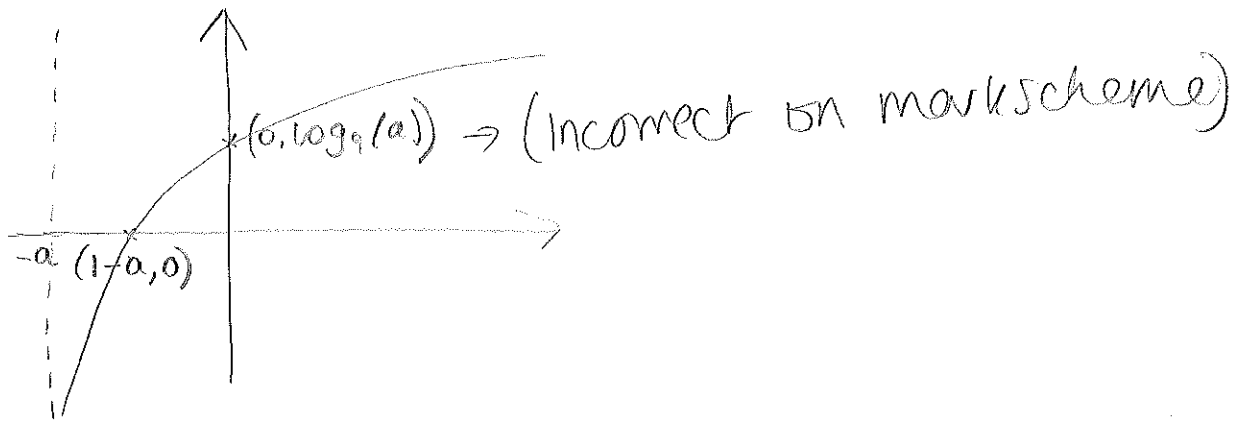 (0, log₉(a)) → (Incorrect on markscheme)
-a (1-a, 0)